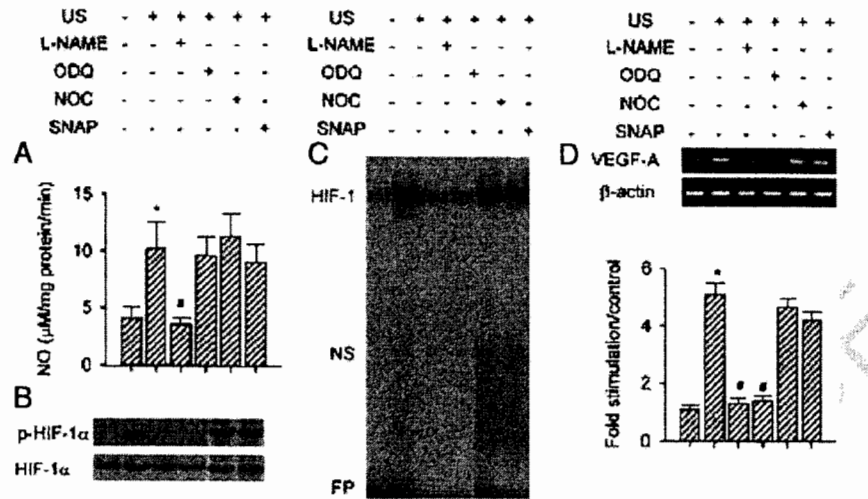 US - + + + + +
L-NAME - - + - - -
ODQ - - - + - -
NOC - - - - + -
SNAP - - - - - +
A
NO (µM/mg protein/min)
15
10
5
0
*
#
B
p-HIF-1α
HIF-1α
US - + + + + +
L-NAME - - + - - -
ODQ - - - + - -
NOC - - - - + -
SNAP - - - - - +
C
HIF-1
NS
FP
US - + + + + +
L-NAME - - + - - -
ODQ - - - + - -
NOC - - - - + -
SNAP - - - - - +
D
VEGF-A
β-actin
Fold stimulation/control
6
4
2
0
*
# #